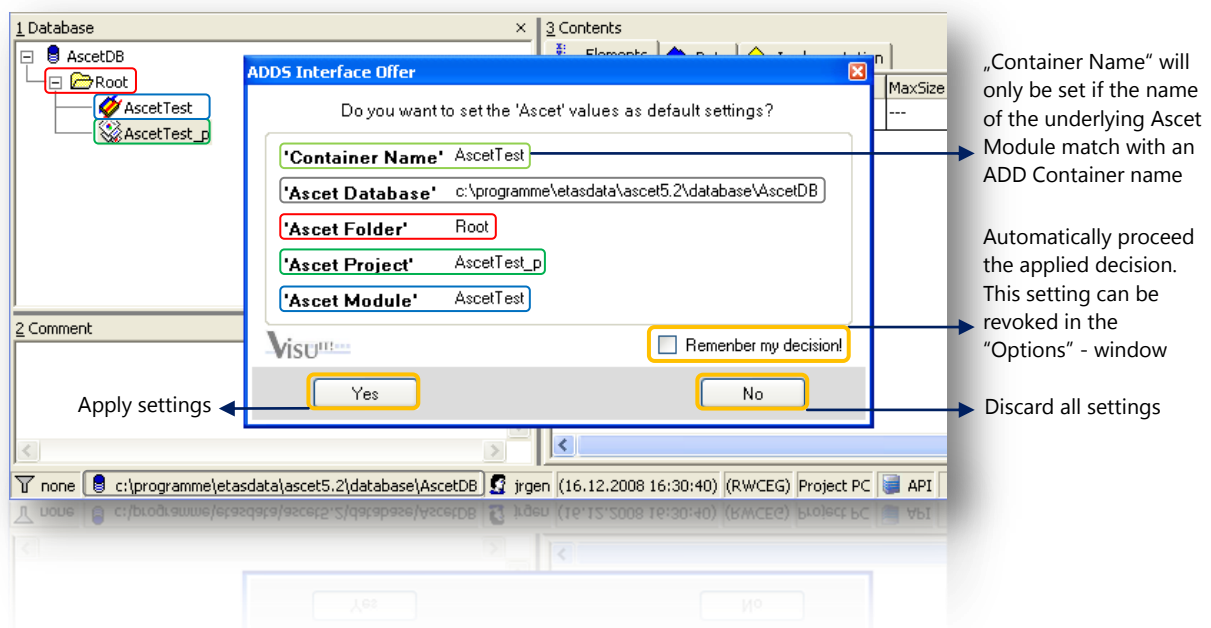 1 Database × 3 Contents
AscetDB
Root
AscetTest
AscetTest_p
Elements
MaxSize
---
ADDS Interface Offer
Do you want to set the 'Ascet' values as default settings?
'Container Name' AscetTest
'Ascet Database' c:\programme\etasdata\ascet5.2\database\AscetDB
'Ascet Folder' Root
'Ascet Project' AscetTest_p
'Ascet Module' AscetTest
Visu
Remenber my decision!
Yes
No
2 Comment
„Container Name“ will
only be set if the name
of the underlying Ascet
Module match with an
ADD Container name
Automatically proceed
the applied decision.
This setting can be
revoked in the
“Options” - window
Apply settings
Discard all settings
none c:\programme\etasdata\ascet5.2\database\AscetDB jrgen (16.12.2008 16:30:40) (RWCEG) Project PC API